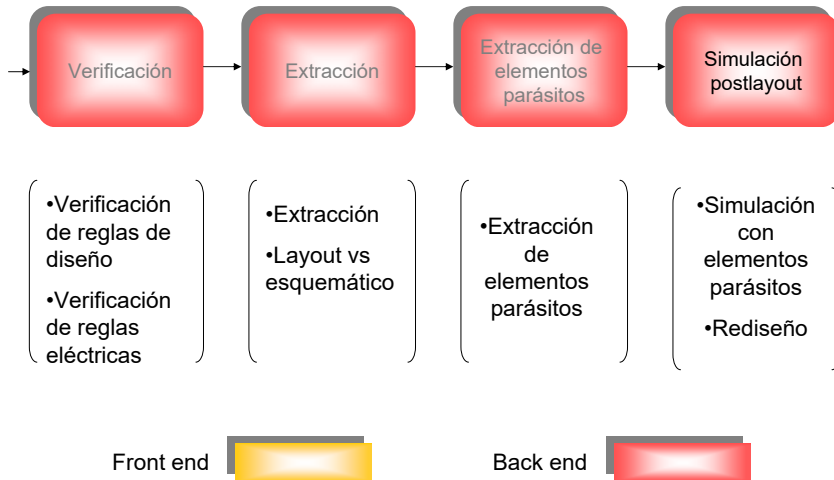 Verificación
Extracción
Extracción de
elementos
parásitos
Simulación
postlayout
•Verificación
de reglas de
diseño
•Verificación
de reglas
eléctricas
•Extracción
•Layout vs
esquemático
•Extracción
de
elementos
parásitos
•Simulación
con
elementos
parásitos
•Rediseño
Front end
Back end